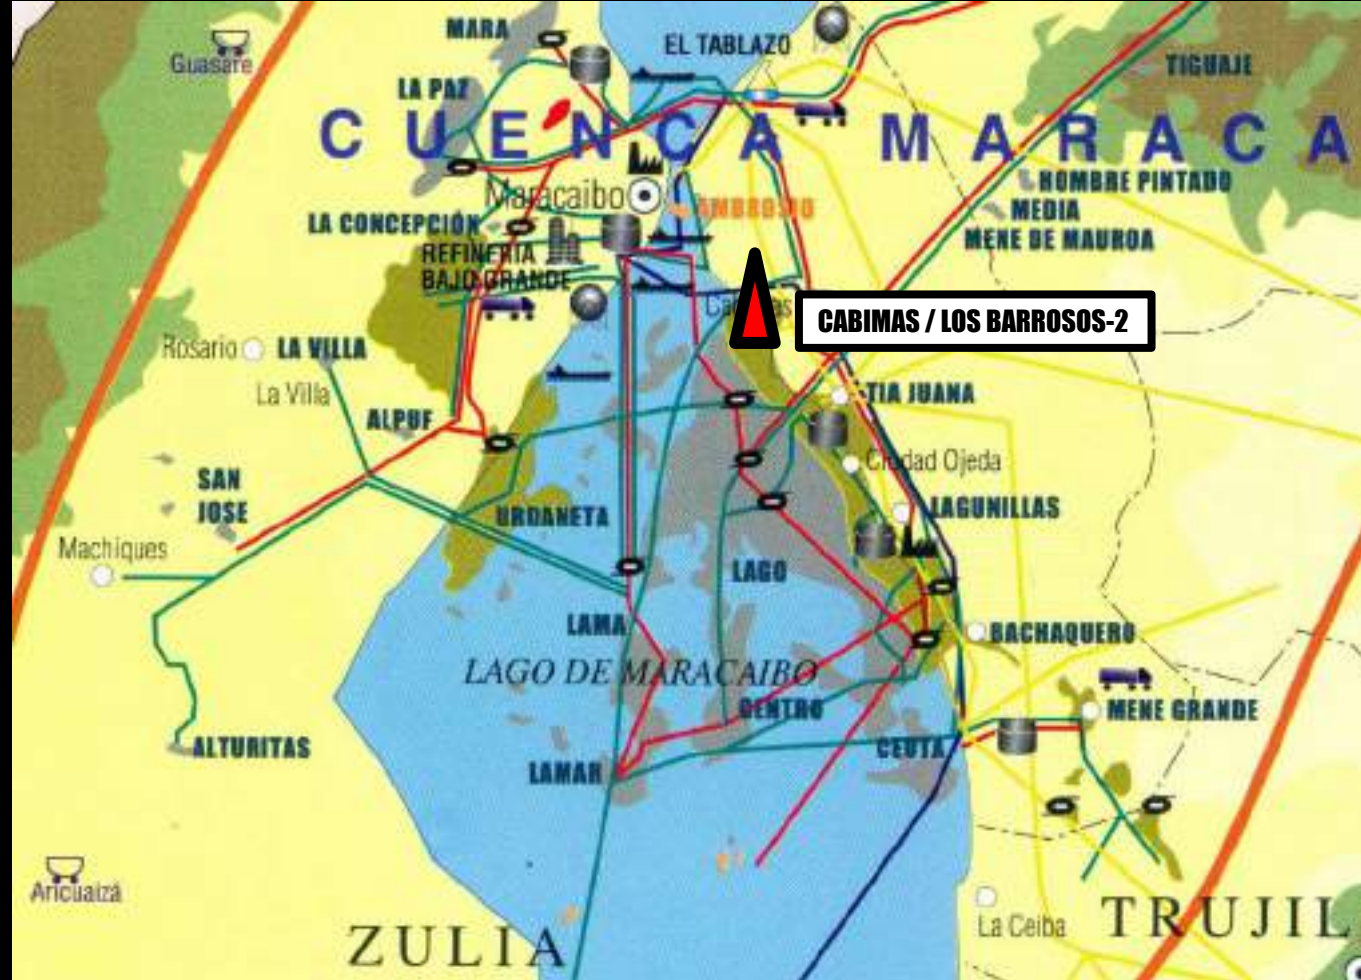 MARA
EL TABLAZO
Guasare
TIGUAJE
LA PAZ
CUENCA MARACA
HOMBRE PINTADO
Maracaibo
AMBROSIO
MEDIA
LA CONCEPCIÓN
MENE DE MAUROA
REFINERIA
BAJO GRANDE
CABIMAS / LOS BARROSOS-2
Rosario
LA VILLA
La Villa
TIA JUANA
ALPUF
Ciudad Ojeda
SAN
JOSE
LAGUNILLAS
URDANETA
Machiques
LAGO
LAMA
BACHAQUERO
LAGO DE MARACAIBO
CENTRO
MENE GRANDE
ALTURITAS
CEUTA
LAMAR
Aricuaizá
La Ceiba
TRUJIL
ZULIA